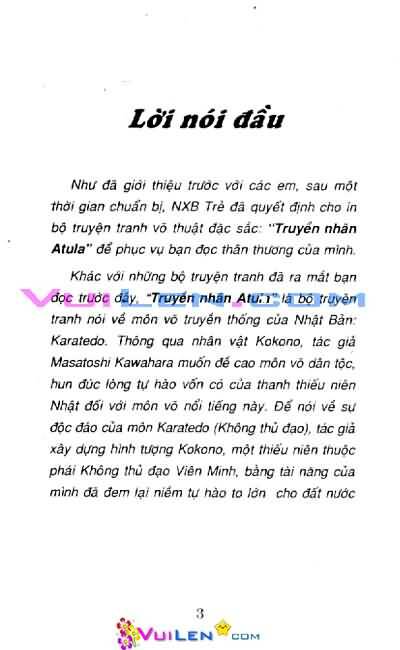 Lời nói đầu
Như đã giới thiệu trước với các em, sau một
thời gian chuẩn bị, NXB Trẻ đã quyết định cho in
bộ truyện tranh võ thuật đặc sắc: "Truyền nhân
Atula" để phục vụ bạn đọc thân thương của mình.
Khác với những bộ truyện tranh đã ra mắt bạn
đọc trước đây, "Truyền nhân Atula" là bộ truyện
tranh nói về môn võ truyền thống của Nhật Bản:
Karatedo. Thông qua nhân vật Kokono, tác giả
Masatoshi Kawahara muốn đề cao môn võ dân tộc,
hun đúc lòng tự hào vốn có của thanh thiếu niên
Nhật đối với môn võ nổi tiếng này. Để nói về sự
độc đáo của môn Karatedo (Không thủ đạo), tác giả
xây dựng hình tượng Kokono, một thiếu niên thuộc
phái Không thủ đạo Viên Minh, bằng tài năng của
mình đã đem lại niềm tự hào to lớn cho đất nước
3
VUILEN.COM
VUILEN.COM